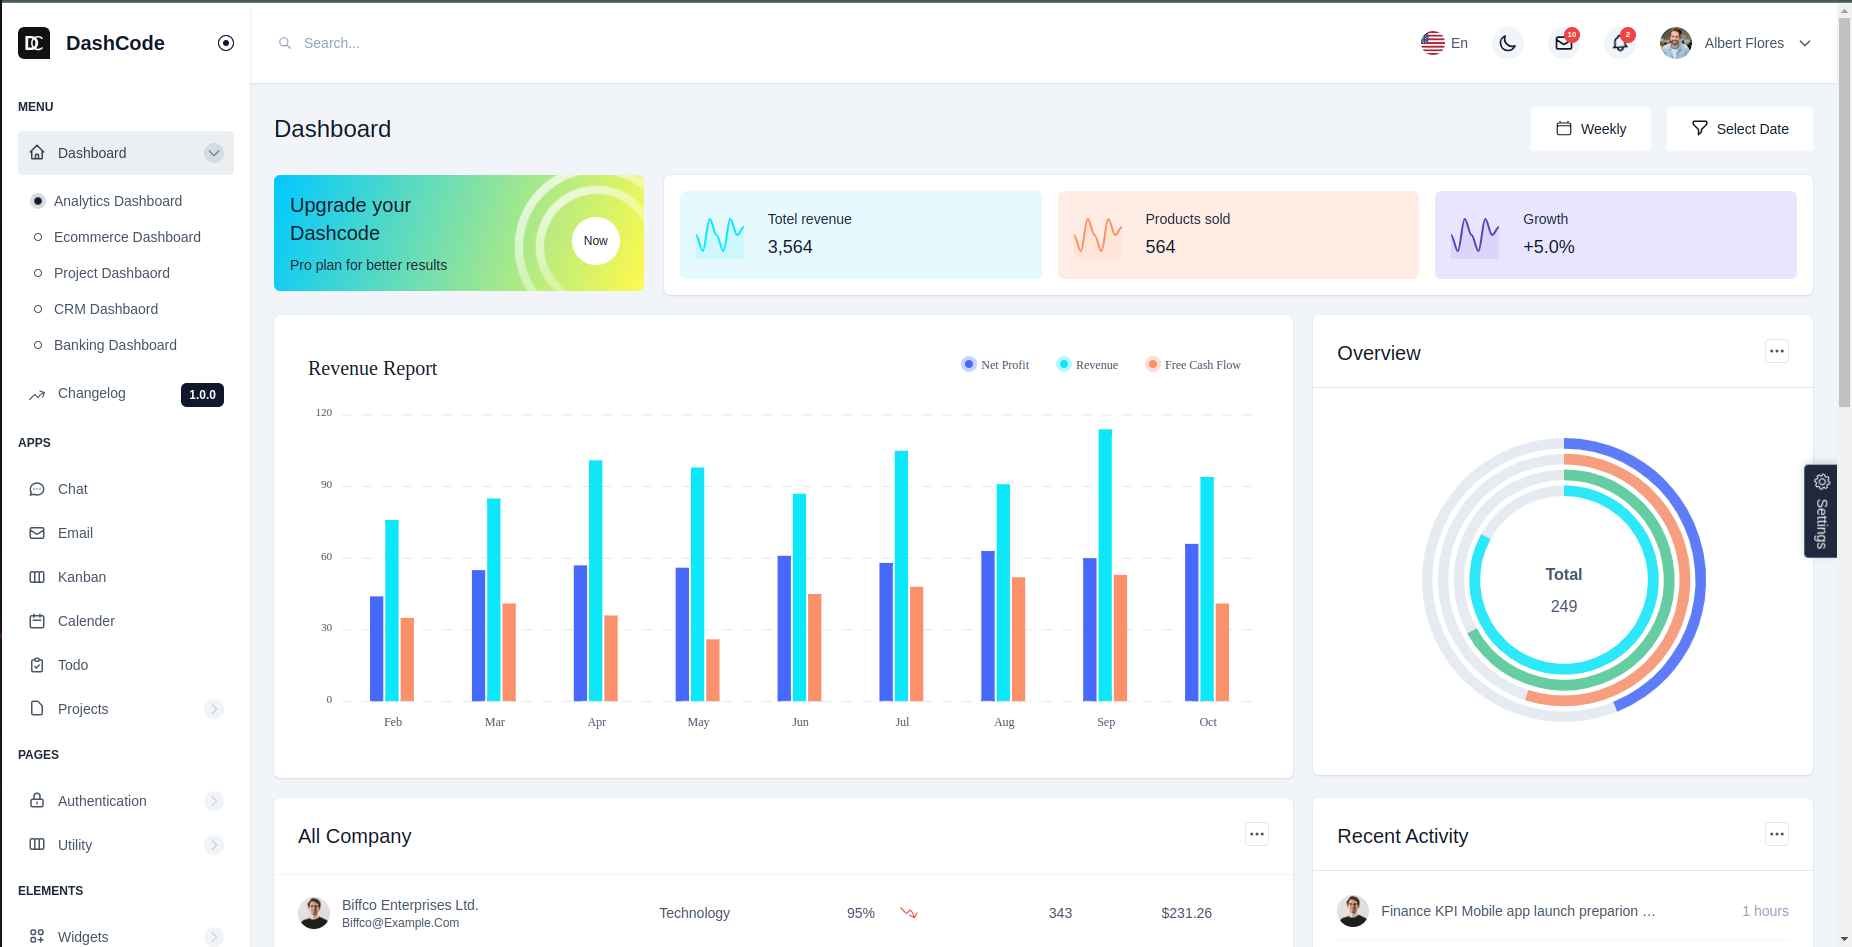 DC
DashCode
Search...
En
10
2
Albert Flores
MENU
Dashboard
Analytics Dashboard
Ecommerce Dashboard
Project Dashbaord
CRM Dashbaord
Banking Dashboard
Changelog
1.0.0
APPS
Chat
Email
Kanban
Calender
Todo
Projects
PAGES
Authentication
Utility
ELEMENTS
Widgets
Dashboard
Weekly
Select Date
Upgrade your
Dashcode
Pro plan for better results
Now
Totel revenue
3,564
Products sold
564
Growth
+5.0%
Revenue Report
Net Profit
Revenue
Free Cash Flow
120
90
60
30
0
Feb
Mar
Apr
May
Jun
Jul
Aug
Sep
Oct
Overview
Total
249
Settings
All Company
Biffco Enterprises Ltd.
Biffco@Example.Com
Technology
95%
343
$231.26
Recent Activity
Finance KPI Mobile app launch preparion ...
1 hours